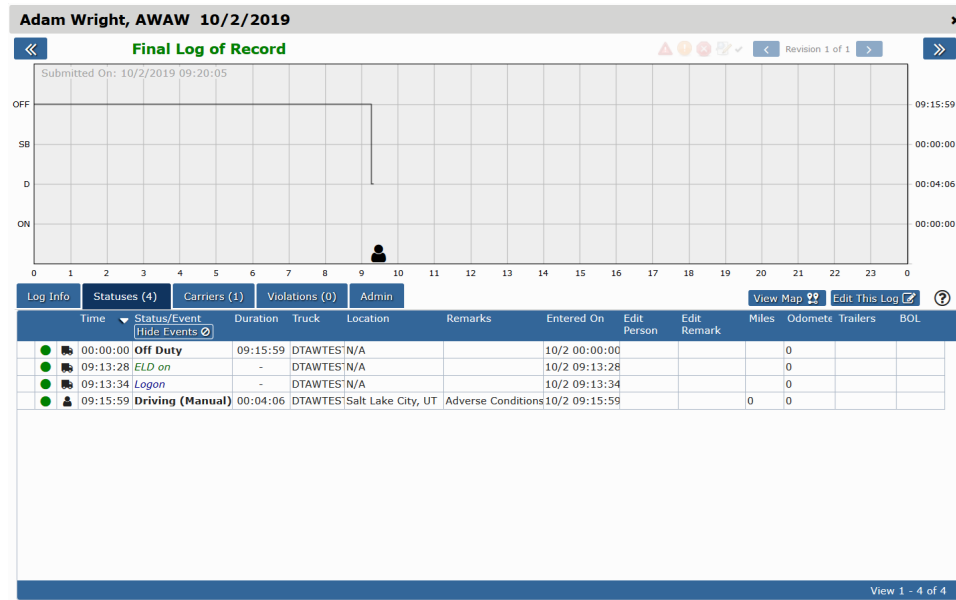 Adam Wright, AWAW 10/2/2019
Final Log of Record
Revision 1 of 1
Submitted On: 10/2/2019 09:20:05
OFF 09:15:59
SB 00:00:00
D 00:04:06
ON 00:00:00
0 1 2 3 4 5 6 7 8 9 10 11 12 13 14 15 16 17 18 19 20 21 22 23 0
Log Info Statuses (4) Carriers (1) Violations (0) Admin View Map Edit This Log
Time Status/Event Duration Truck Location Remarks Entered On Edit Person Edit Remark Miles Odomete Trailers BOL
Hide Events
00:00:00 Off Duty 09:15:59 DTAWTEST N/A 10/2 00:00:00 0
09:13:28 ELD on - DTAWTEST N/A 10/2 09:13:28 0
09:13:34 Logon - DTAWTEST N/A 10/2 09:13:34 0
09:15:59 Driving (Manual) 00:04:06 DTAWTEST Salt Lake City, UT Adverse Conditions 10/2 09:15:59 0 0
View 1 - 4 of 4